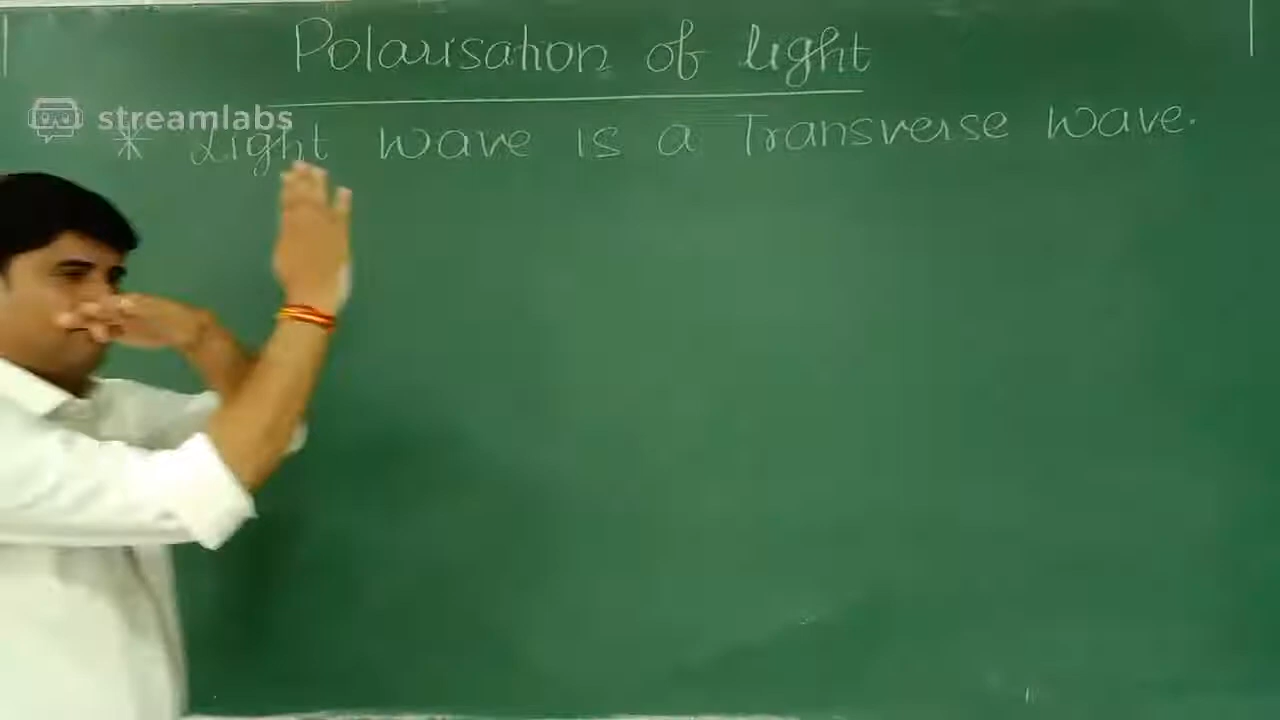 Polarisation of light
streamlabs
* Light wave is a Transverse wave.